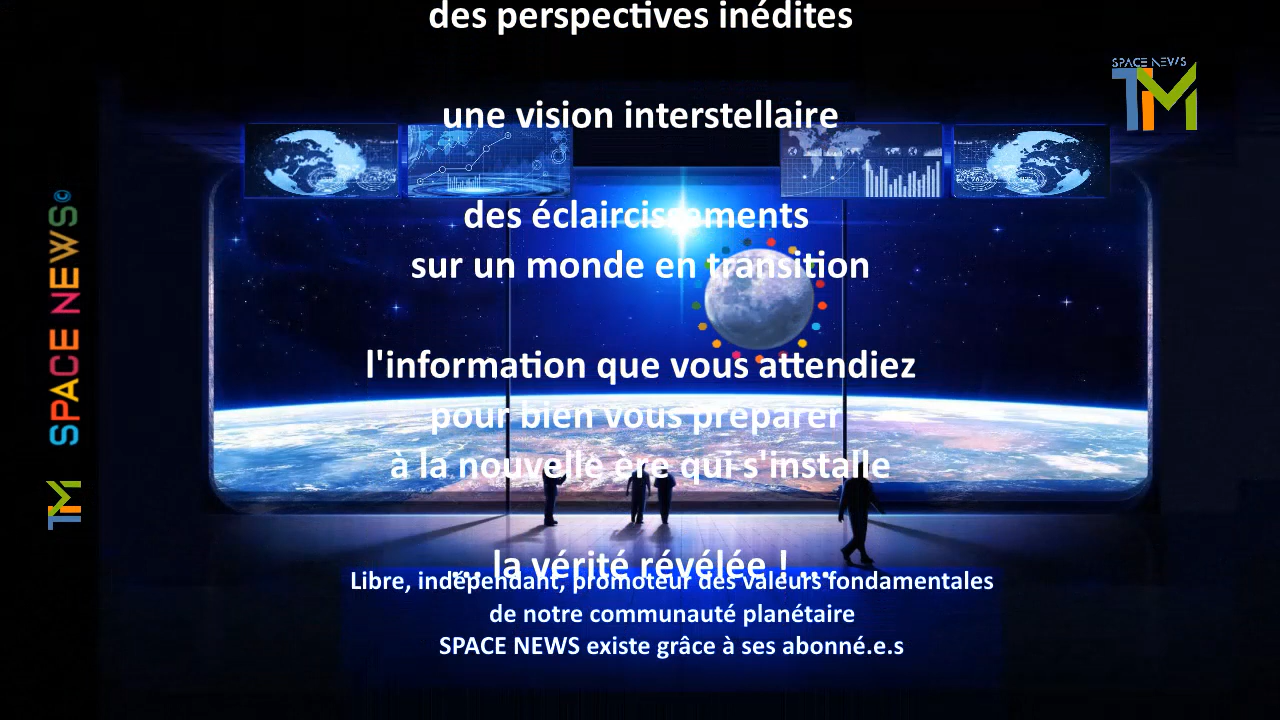 des perspectives inédites
une vision interstellaire
des éclaircissements
sur un monde en transition
l'information que vous attendiez
pour bien vous préparer
à la nouvelle ère qui s'installe
... la vérité révélée !...
Libre, indépendant, promoteur des valeurs fondamentales
de notre communauté planétaire
SPACE NEWS existe grâce à ses abonné.e.s
SPACE NEWS
TM
TM SPACE NEWS©